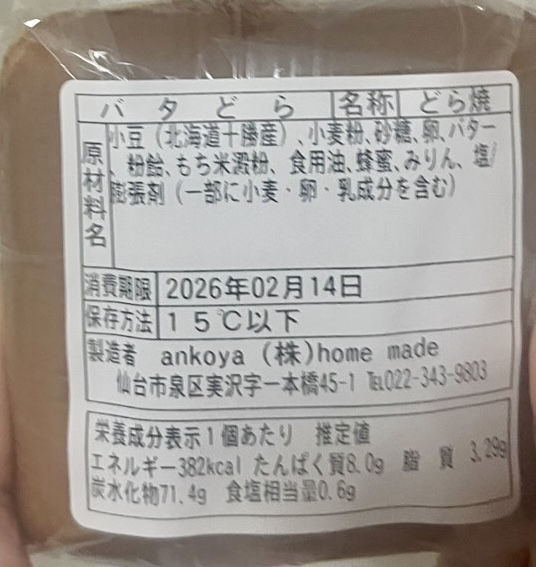 バタどら 名称 どら焼
原材料名 小豆（北海道十勝産）、小麦粉、砂糖、卵、バター
、粉飴、もち米澱粉、食用油、蜂蜜、みりん、塩/
膨張剤（一部に小麦・卵・乳成分を含む）
消費期限 2026年02月14日
保存方法 15℃以下
製造者 ankoya（株)home made
仙台市泉区実沢字一本橋45-1 ℡022-343-9803
栄養成分表示1個あたり 推定値
エネルギー382kcal たんぱく質8.0g 脂質 3.29g
炭水化物71.4g 食塩相当量0.6g